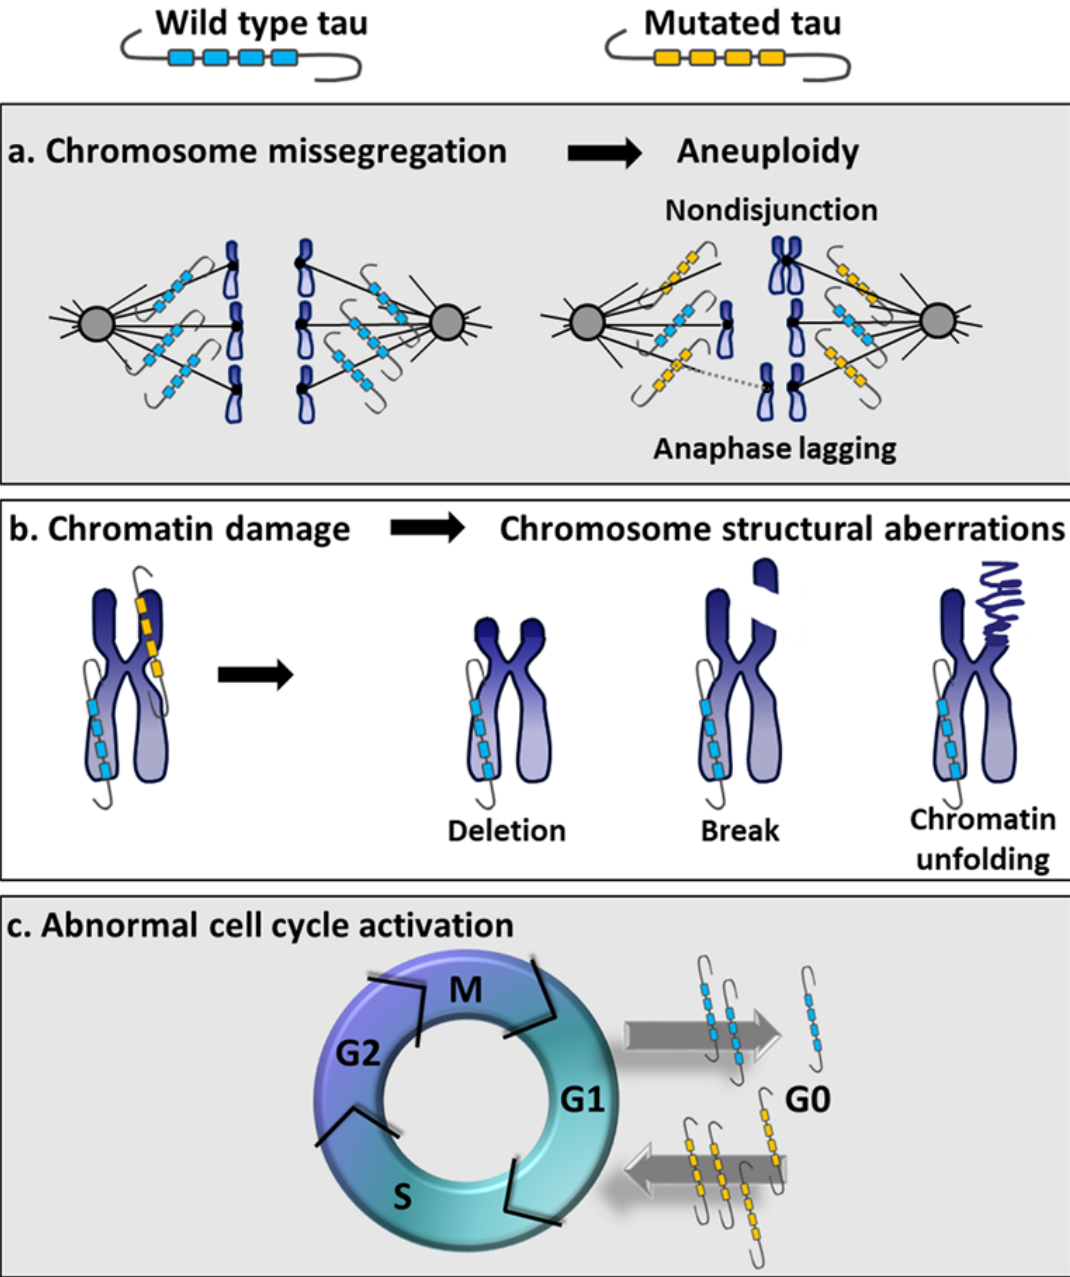 Wild type tau
Mutated tau
a. Chromosome missegregation
Aneuploidy
Nondisjunction
Anaphase lagging
b. Chromatin damage
Chromosome structural aberrations
Deletion
Break
Chromatin
unfolding
c. Abnormal cell cycle activation
M
G2
G1
G0
S